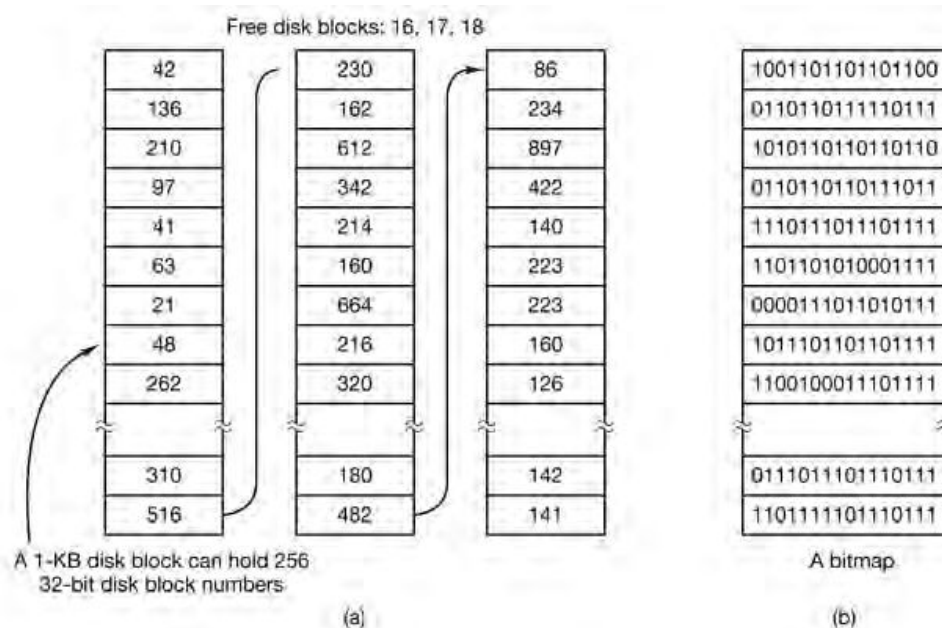 Free disk blocks: 16, 17, 18
42 230 86 1001101101101100
136 162 234 0110110111110111
210 612 897 1010110110110110
97 342 422 0110110110111011
41 214 140 1110111011101111
63 160 223 1101101010001111
21 664 223 0000111011010111
48 216 160 1011101101101111
262 320 126 1100100011101111
310 180 142 0111011101110111
516 482 141 1101111101110111
A 1-KB disk block can hold 256
32-bit disk block numbers
A bitmap
(a) (b)